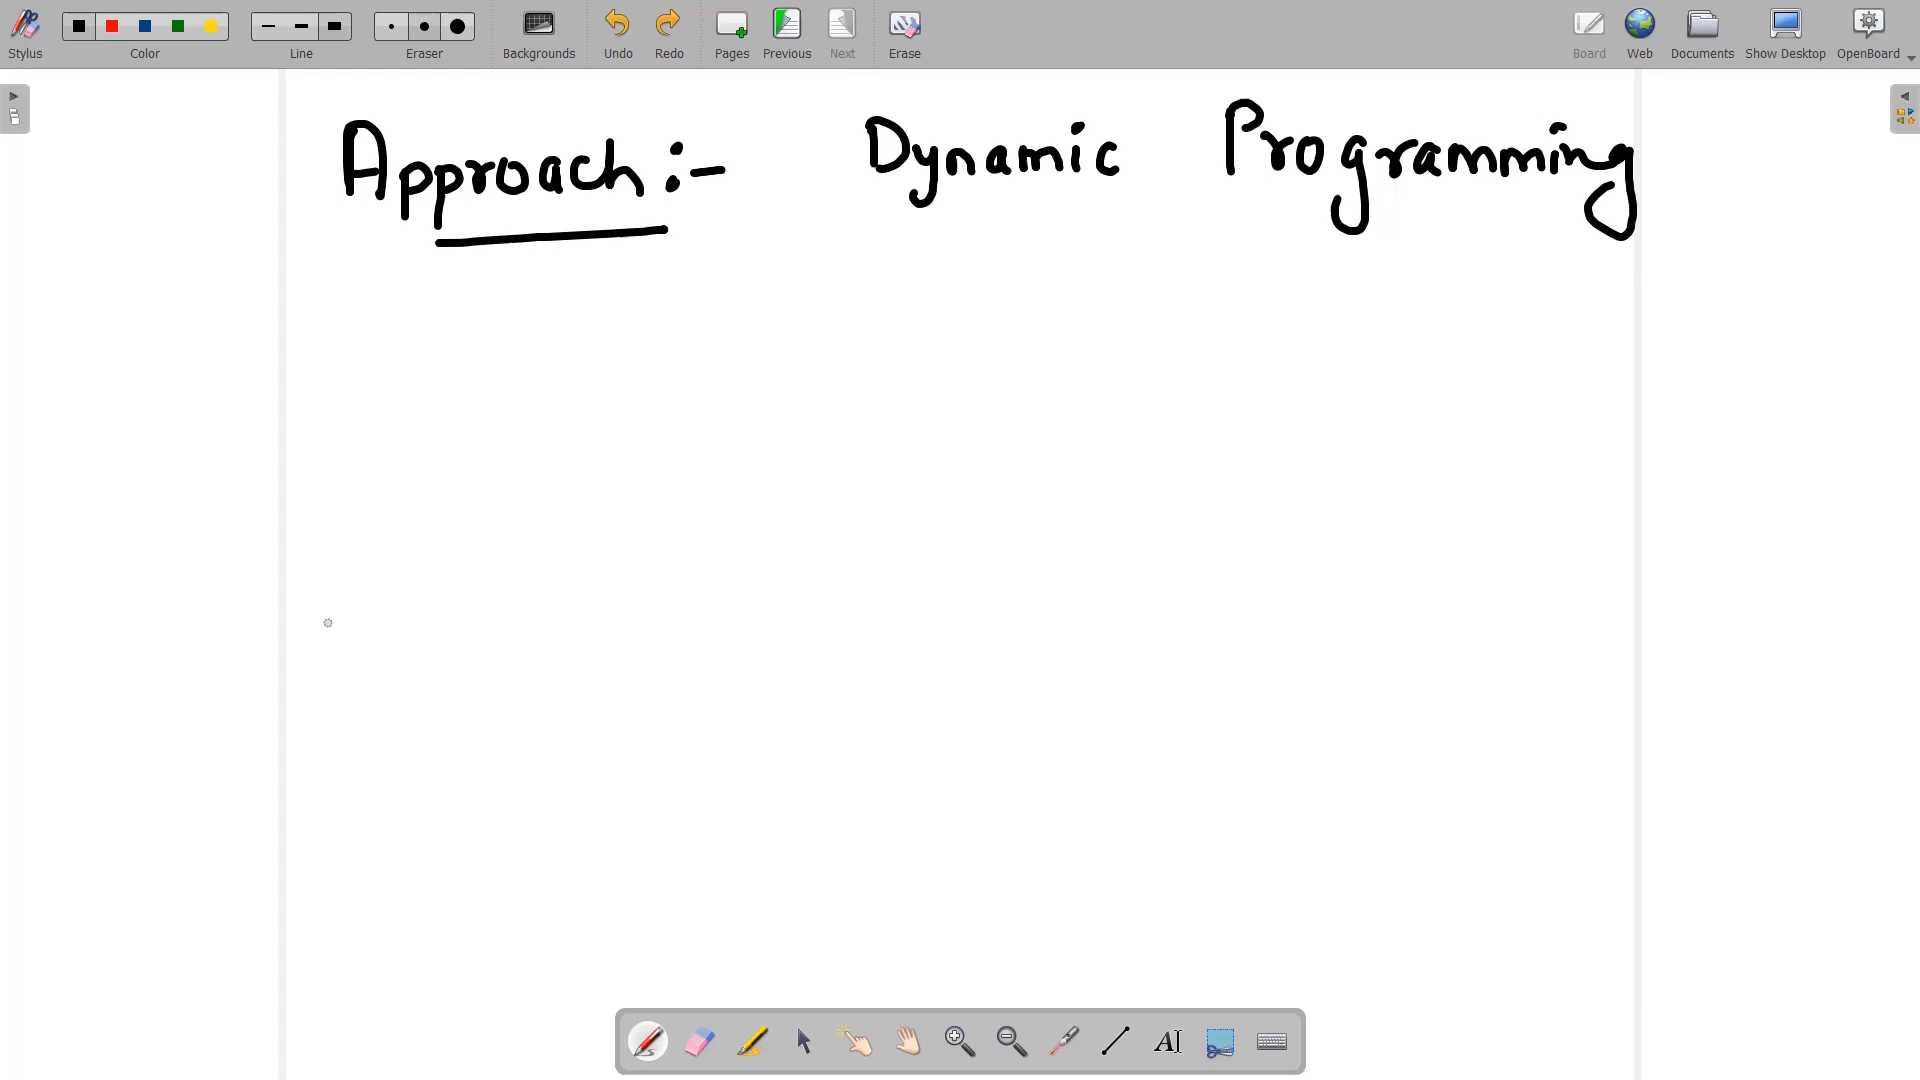 Stylus Color Line Eraser Backgrounds Undo Redo Pages Previous Next Erase Board Web Documents Show Desktop OpenBoard
Approach:- Dynamic Programming